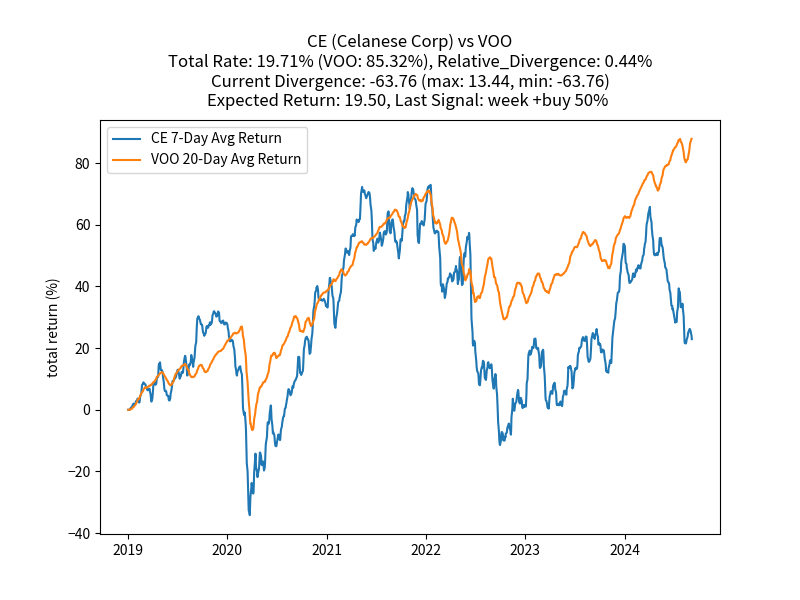 CE (Celanese Corp) vs VOO
Total Rate: 19.71% (VOO: 85.32%), Relative_Divergence: 0.44%
Current Divergence: -63.76 (max: 13.44, min: -63.76)
Expected Return: 19.50, Last Signal: week +buy 50%
CE 7-Day Avg Return
VOO 20-Day Avg Return
total return (%)
80
60
40
20
0
−20
−40
2019
2020
2021
2022
2023
2024